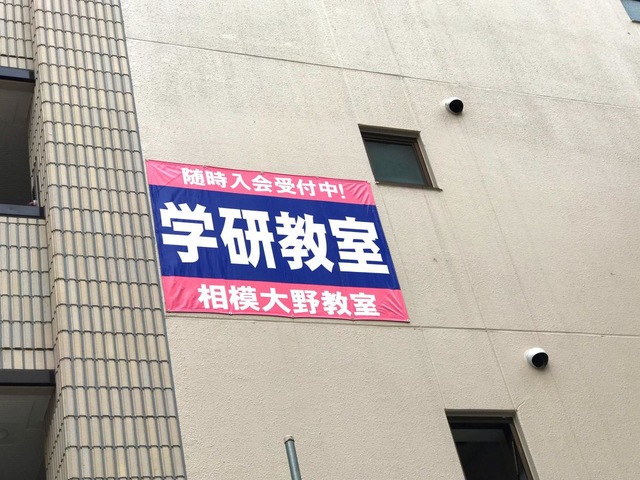 随時入会受付中!
学研教室
相模大野教室